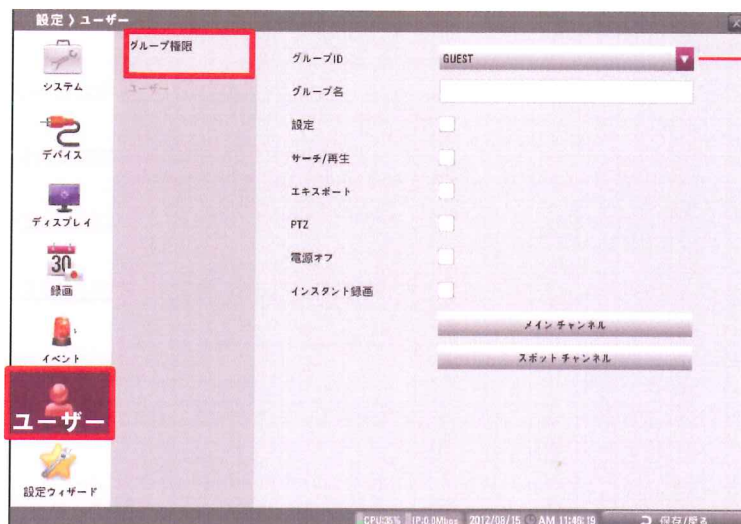 設定 〉ユーザー
システム
デバイス
ディスプレイ
30
録画
イベント
ユーザー
設定ウィザード
グループ権限
ユーザー
グループID
GUEST
グループ名
設定
サーチ/再生
エキスポート
PTZ
電源オフ
インスタント録画
メイン チャンネル
スポット チャンネル
CPU:35%
IP:0.0Mbps
2012/08/15
AM 11:46:19
保存/戻る